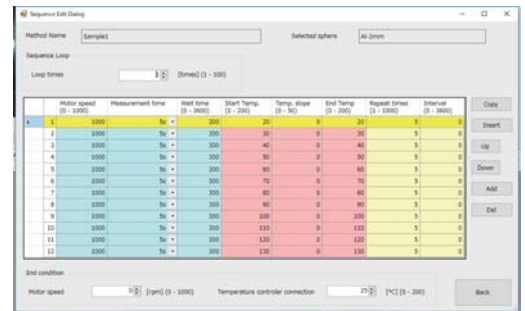 Sequence Edit Dialog
Method Name Sample1 Selected sphere Al-2mm
Sequence Loop
Loop times 1 [times] (1 - 100)
Motor speed Measurement time Wait time Start Temp. Temp. slope End Temp Repeat times Interval
(0 - 1000) (0 - 3600) (0 - 200) (0 - 50) (0 - 200) (1 - 1000) (0 - 3600)
1 1000 5s 300 20 0 20 5 0
2 1000 5s 300 30 0 30 5 0
3 1000 5s 300 40 0 40 5 0
4 1000 5s 300 50 0 50 5 0
5 1000 5s 300 60 0 60 5 0
6 1000 5s 300 70 0 70 5 0
7 1000 5s 300 80 0 80 5 0
8 1000 5s 300 90 0 90 5 0
9 1000 5s 300 100 0 100 5 0
10 1000 5s 300 110 0 110 5 0
11 1000 5s 300 120 0 120 5 0
12 1000 5s 300 130 0 130 5 0
Copy
Insert
Up
Down
Add
Del
End condition
Motor speed 0 [rpm] (0 - 1000) Temperature controler connection 25 [°C] (0 - 200)
Back